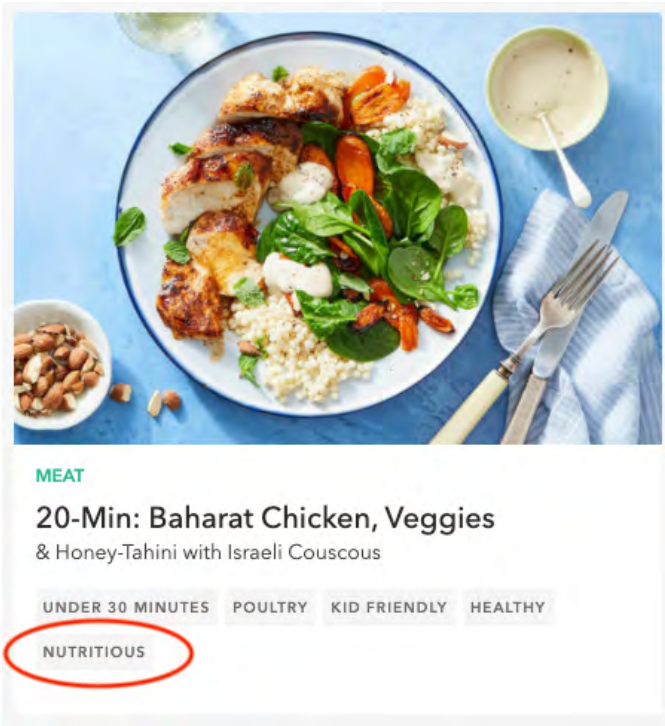 MEAT
20-Min: Baharat Chicken, Veggies
& Honey-Tahini with Israeli Couscous
UNDER 30 MINUTES POULTRY KID FRIENDLY HEALTHY
NUTRITIOUS